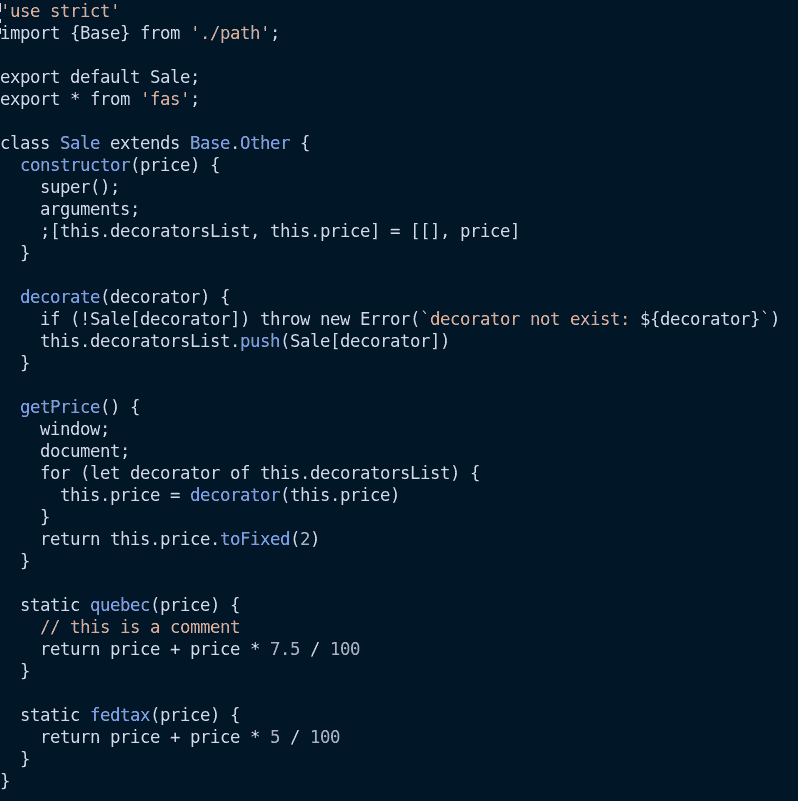 'use strict'
import {Base} from './path';
export default Sale;
export * from 'fas';
class Sale extends Base.Other {
constructor(price) {
super();
arguments;
;[this.decoratorsList, this.price] = [[], price]
}
decorate(decorator) {
if (!Sale[decorator]) throw new Error(`decorator not exist: ${decorator}`)
this.decoratorsList.push(Sale[decorator])
}
getPrice() {
window;
document;
for (let decorator of this.decoratorsList) {
this.price = decorator(this.price)
}
return this.price.toFixed(2)
}
static quebec(price) {
// this is a comment
return price + price * 7.5 / 100
}
static fedtax(price) {
return price + price * 5 / 100
}
}